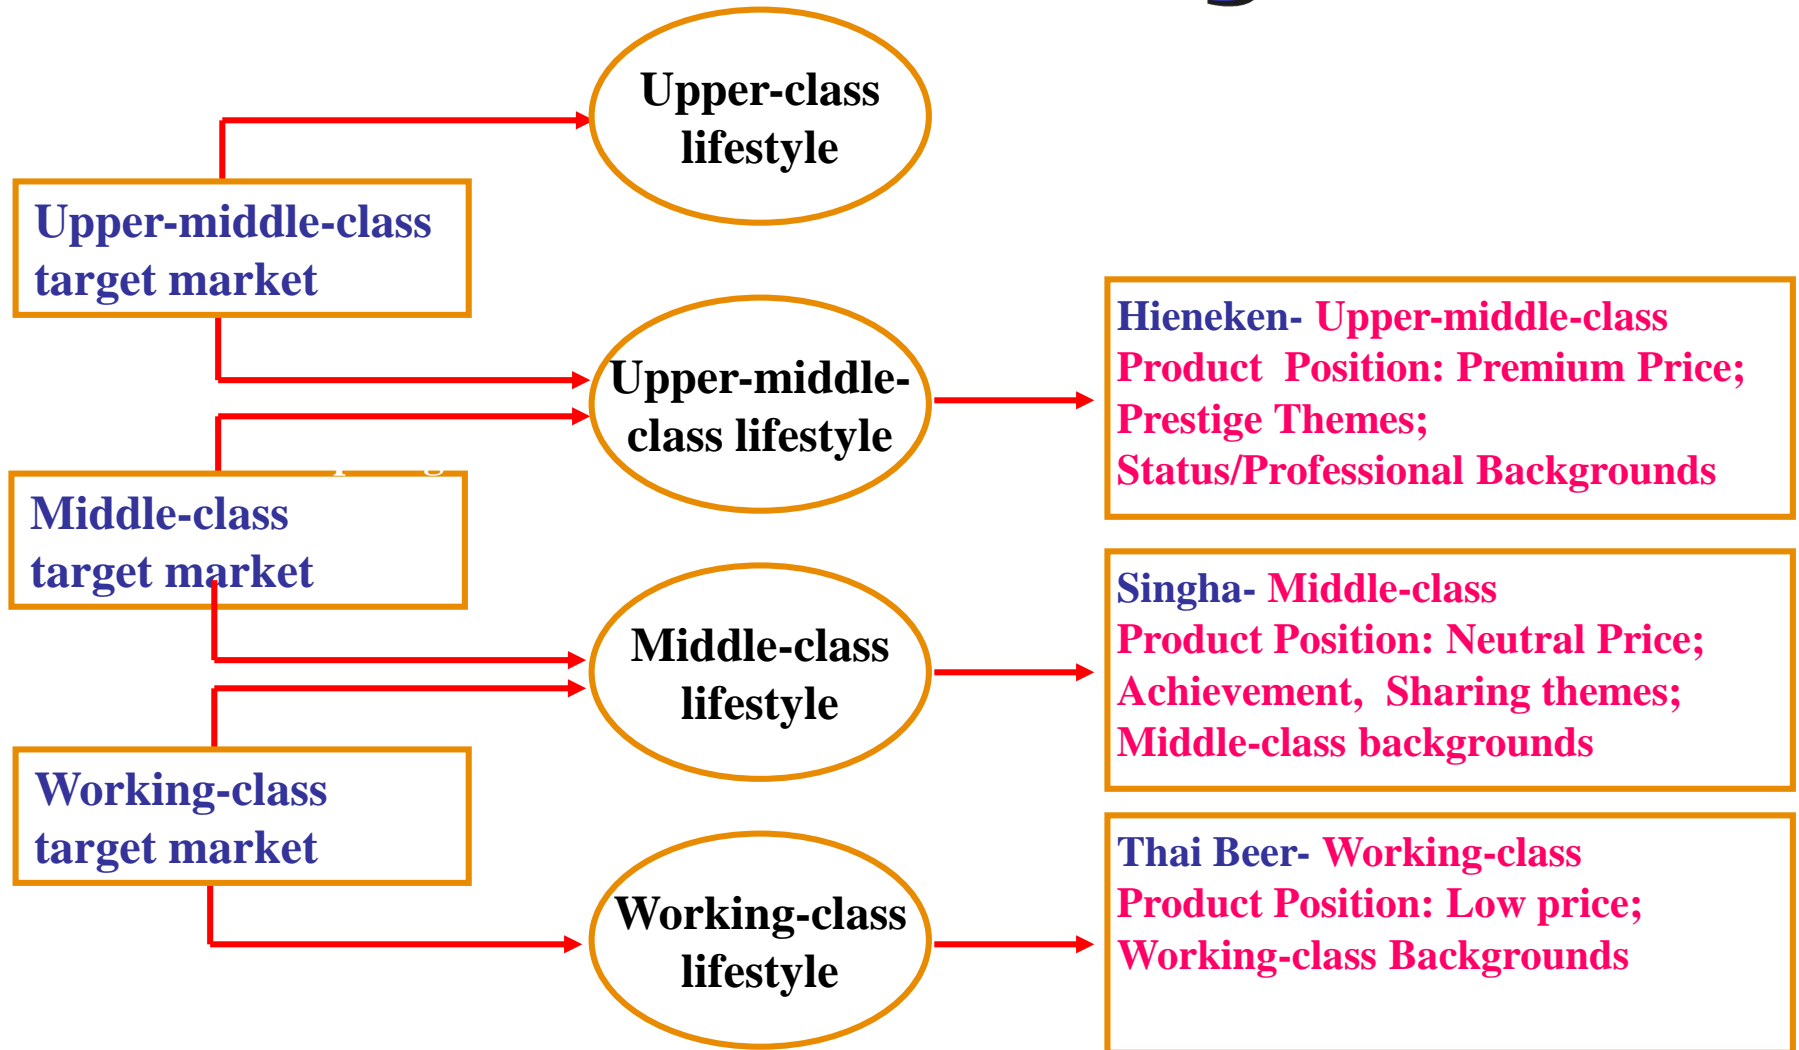 Upper-class
lifestyle
Upper-middle-class
target market
Upper-middle-
class lifestyle
Hieneken- Upper-middle-class
Product Position: Premium Price;
Prestige Themes;
Status/Professional Backgrounds
Middle-class
target market
Middle-class
lifestyle
Singha- Middle-class
Product Position: Neutral Price;
Achievement, Sharing themes;
Middle-class backgrounds
Working-class
target market
Working-class
lifestyle
Thai Beer- Working-class
Product Position: Low price;
Working-class Backgrounds